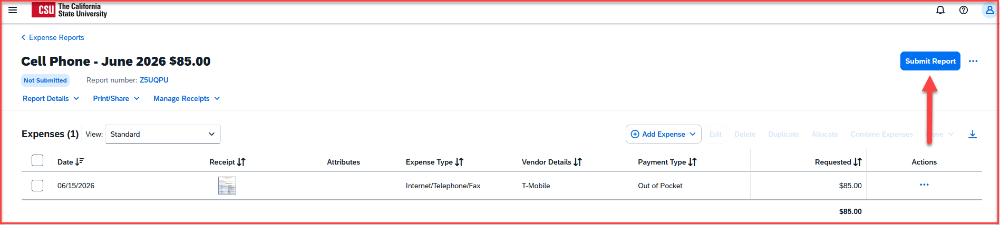 CSU The California
State University
Expense Reports
Cell Phone - June 2026 $85.00
Submit Report
Not Submitted Report number: Z5UQPU
Report Details Print/Share Manage Receipts
Expenses (1) View: Standard Add Expense Edit Delete Duplicate Allocate Combine Expenses
Date Receipt Attributes Expense Type Vendor Details Payment Type Requested Actions
06/15/2026 Internet/Telephone/Fax T-Mobile Out of Pocket $85.00
$85.00